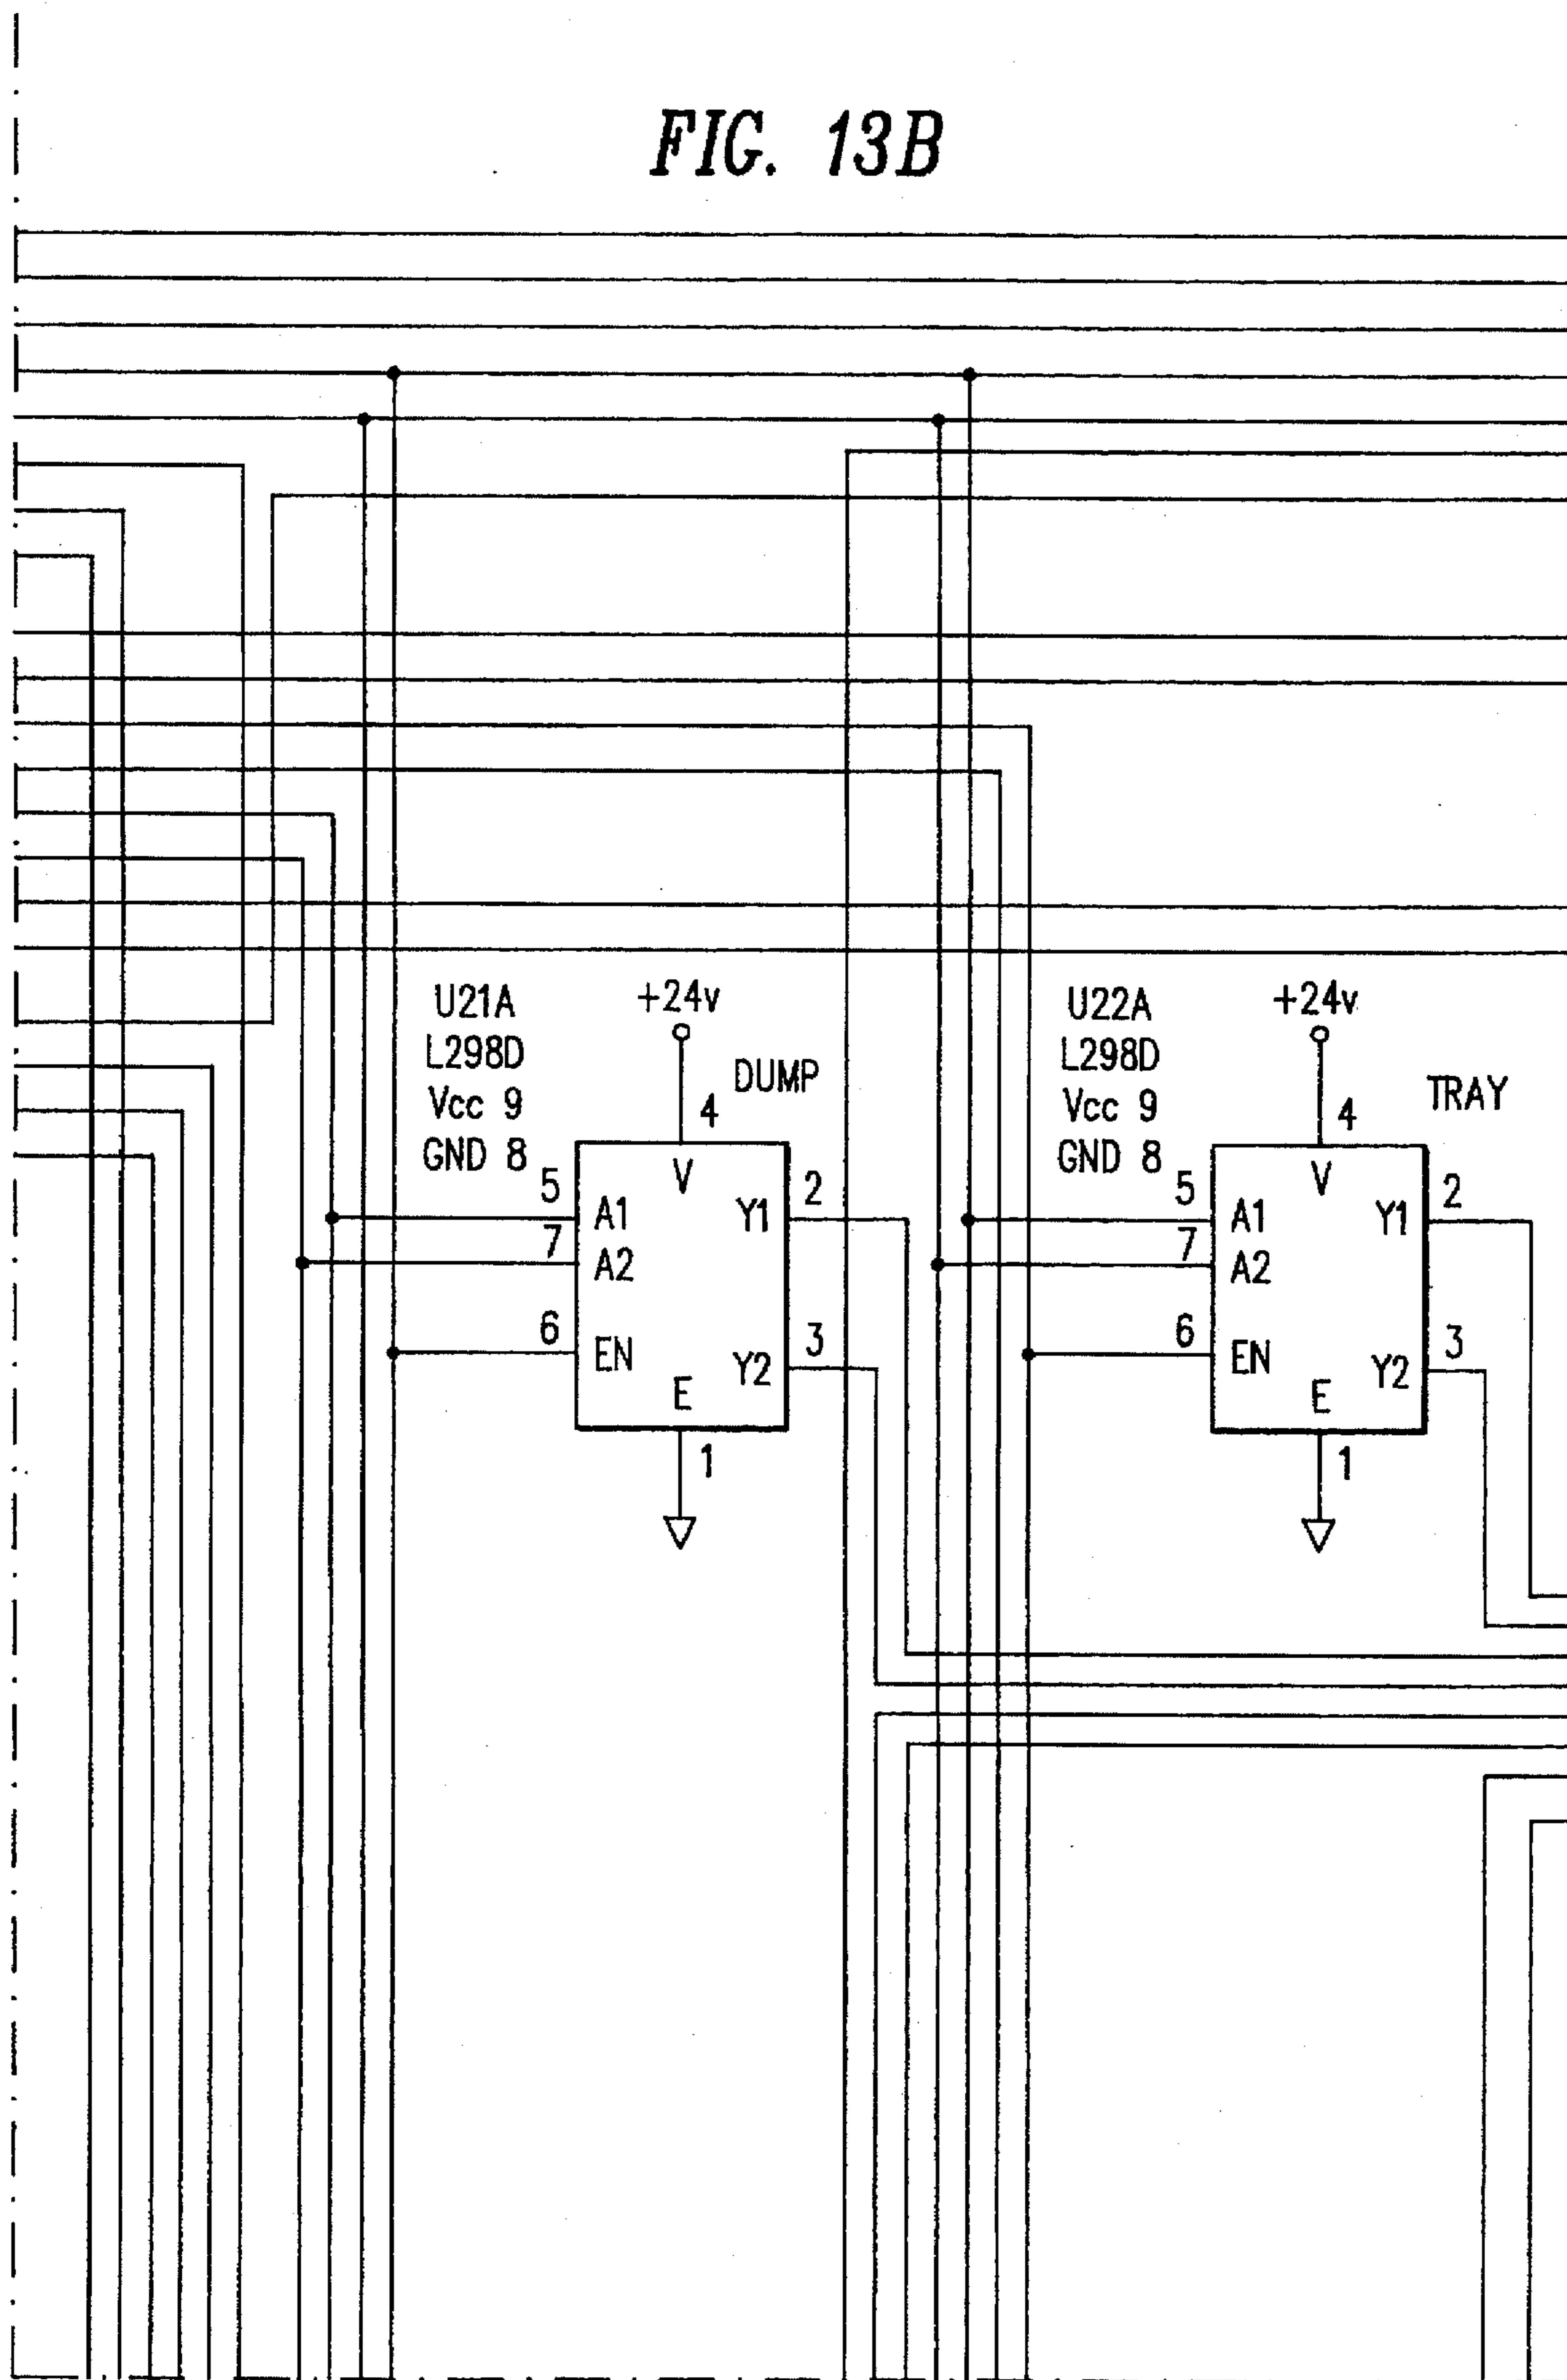 FIG. 13B
U21A
L298D
Vcc 9
GND 8
+24v
DUMP
4
V
5
A1
7
A2
6
EN
E
Y1
2
Y2
3
1
U22A
L298D
Vcc 9
GND 8
+24v
TRAY
4
V
5
A1
7
A2
6
EN
E
Y1
2
Y2
3
1